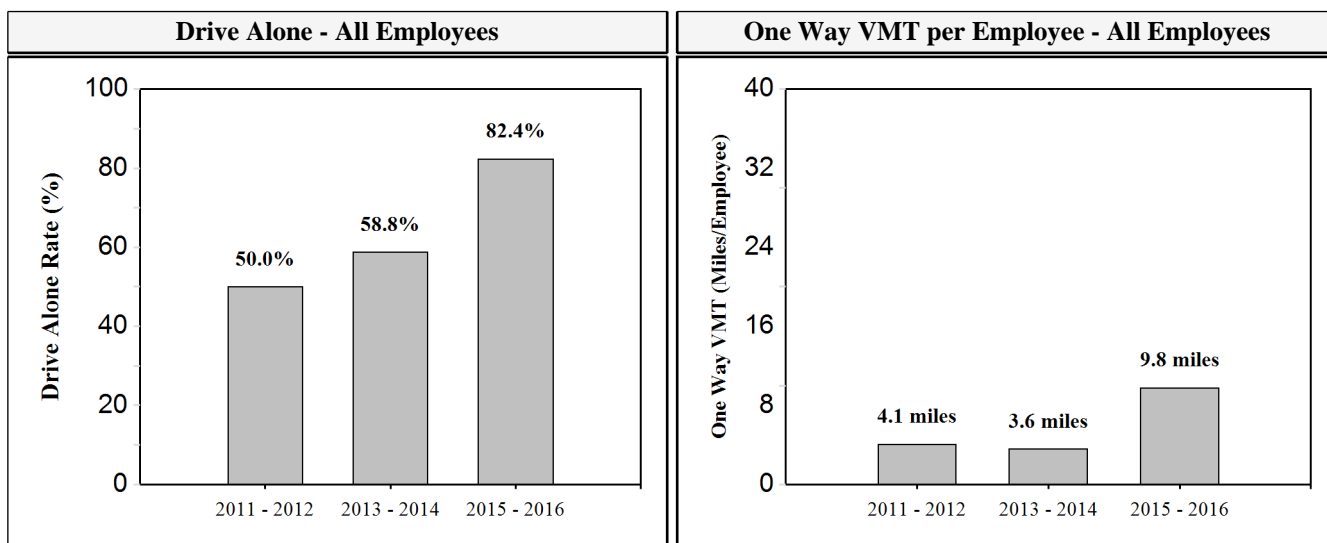 Drive Alone - All Employees
One Way VMT per Employee - All Employees
Drive Alone Rate (%)
100
80
60
40
20
0
50.0%
58.8%
82.4%
2011 - 2012
2013 - 2014
2015 - 2016
One Way VMT (Miles/Employee)
40
32
24
16
8
0
4.1 miles
3.6 miles
9.8 miles
2011 - 2012
2013 - 2014
2015 - 2016